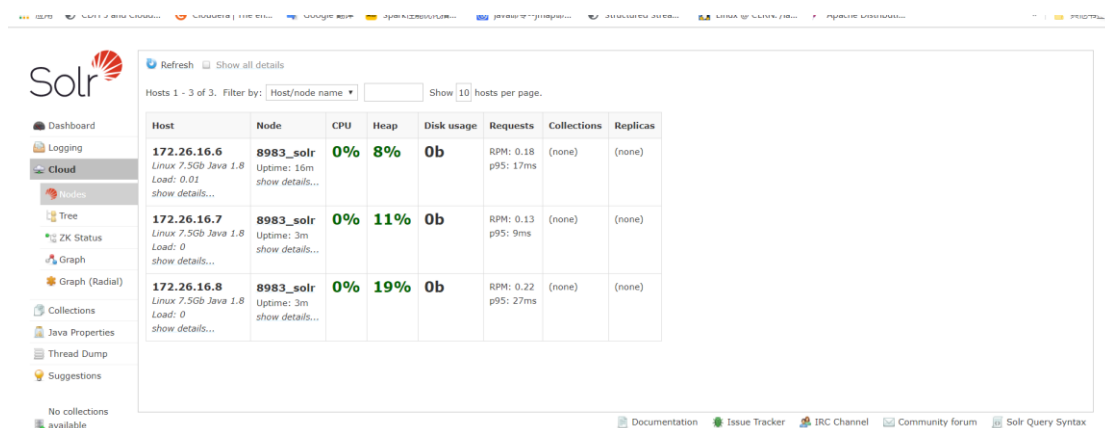 Solr
Dashboard
Logging
Cloud
Nodes
Tree
ZK Status
Graph
Graph (Radial)
Collections
Java Properties
Thread Dump
Suggestions
No collections
available
Refresh Show all details
Hosts 1 - 3 of 3. Filter by: Host/node name Show 10 hosts per page.
Host Node CPU Heap Disk usage Requests Collections Replicas
172.26.16.6 8983_solr 0% 8% 0b RPM: 0.18 (none) (none)
Linux 7.5Gb Java 1.8 Uptime: 16m p95: 17ms
Load: 0.01 show details...
show details...
172.26.16.7 8983_solr 0% 11% 0b RPM: 0.13 (none) (none)
Linux 7.5Gb Java 1.8 Uptime: 3m p95: 9ms
Load: 0 show details...
show details...
172.26.16.8 8983_solr 0% 19% 0b RPM: 0.22 (none) (none)
Linux 7.5Gb Java 1.8 Uptime: 3m p95: 27ms
Load: 0 show details...
show details...
Documentation Issue Tracker IRC Channel Community forum Solr Query Syntax